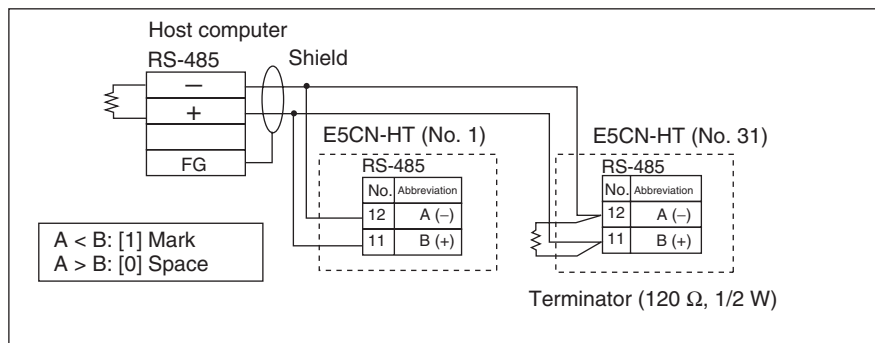 Host computer
RS-485
Shield
−
+
FG
E5CN-HT (No. 1)
RS-485
No. Abbreviation
12 A (−)
11 B (+)
E5CN-HT (No. 31)
RS-485
No. Abbreviation
12 A (−)
11 B (+)
A < B: [1] Mark
A > B: [0] Space
Terminator (120 Ω, 1/2 W)